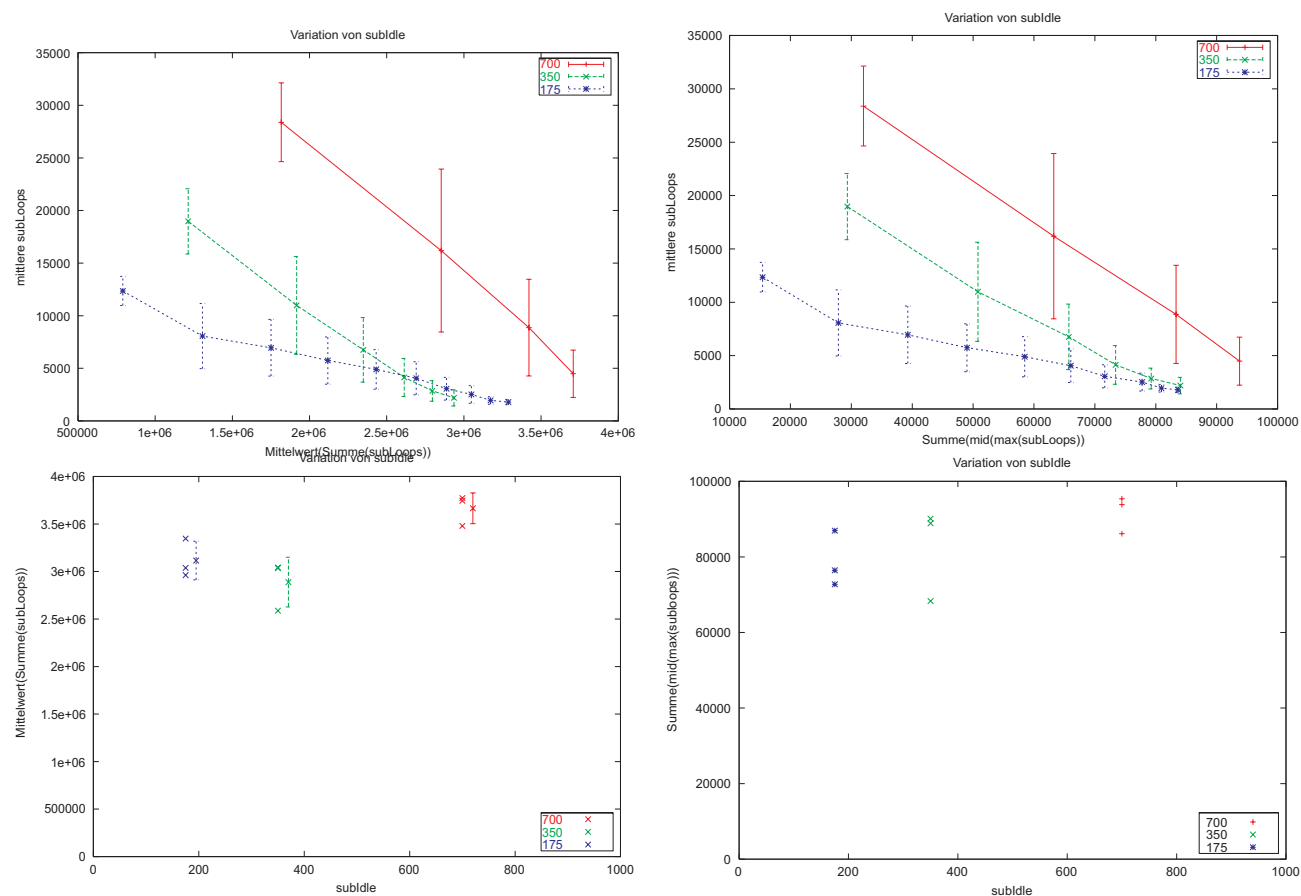 Variation von subIdle
35000
30000
25000
20000
15000
10000
5000
0
mittlere subLoops
700
350
175
500000 1e+06 1.5e+06 2e+06 2.5e+06 3e+06 3.5e+06 4e+06
Mittelwert(Summe(subLoops))
Variation von subIdle
35000
30000
25000
20000
15000
10000
5000
0
mittlere subLoops
700
350
175
10000 20000 30000 40000 50000 60000 70000 80000 90000 100000
Summe(mid(max(subLoops))
Variation von subIdle
4e+06
3.5e+06
3e+06
2.5e+06
2e+06
1.5e+06
1e+06
500000
0
Mittelwert(Summe(subLoops))
700
350
175
0 200 400 600 800 1000
subIdle
Variation von subIdle
100000
80000
60000
40000
20000
0
Summe(mid(max(subloops)))
700
350
175
0 200 400 600 800 1000
subIdle